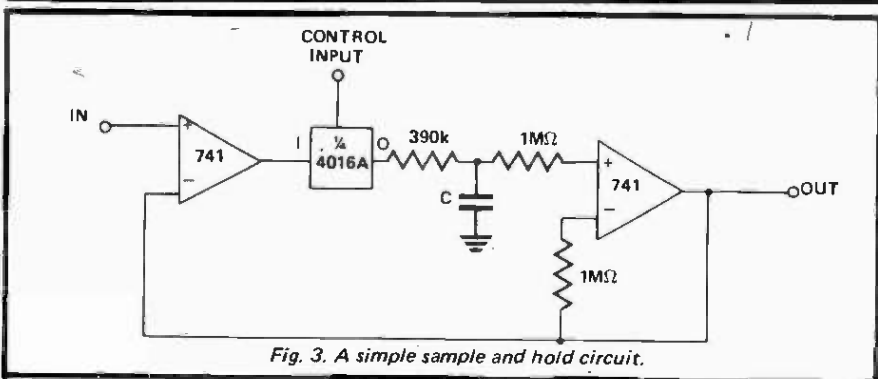 CONTROL
INPUT
IN
+
741
−
I
¼
4016A
O
390k
1MΩ
C
+
741
−
1MΩ
OUT
Fig. 3. A simple sample and hold circuit.